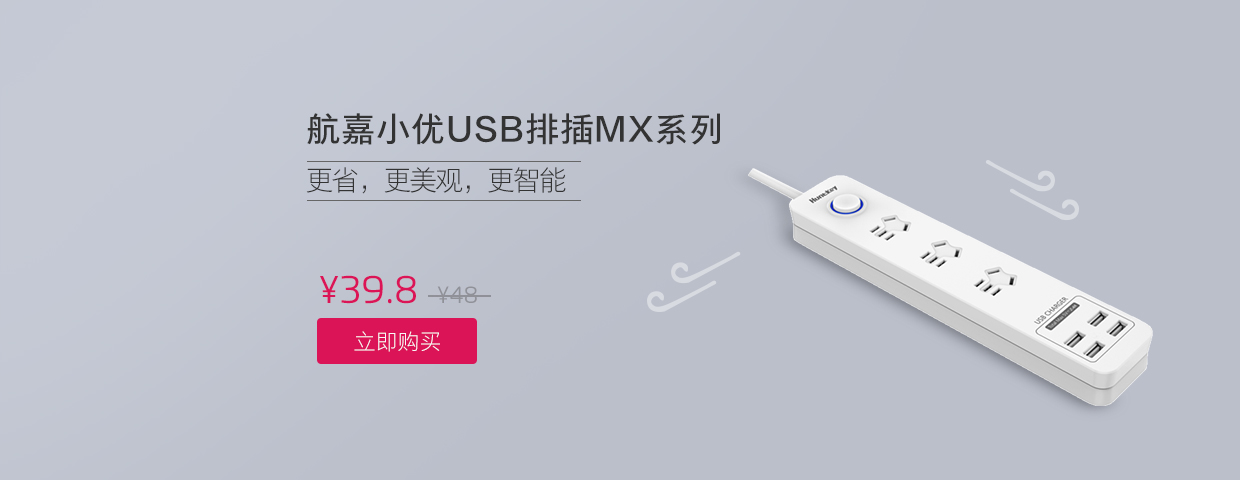 航嘉小优USB排插MX系列
更省，更美观，更智能
¥39.8 ¥48
立即购买
Huntkey
USB CHARGER